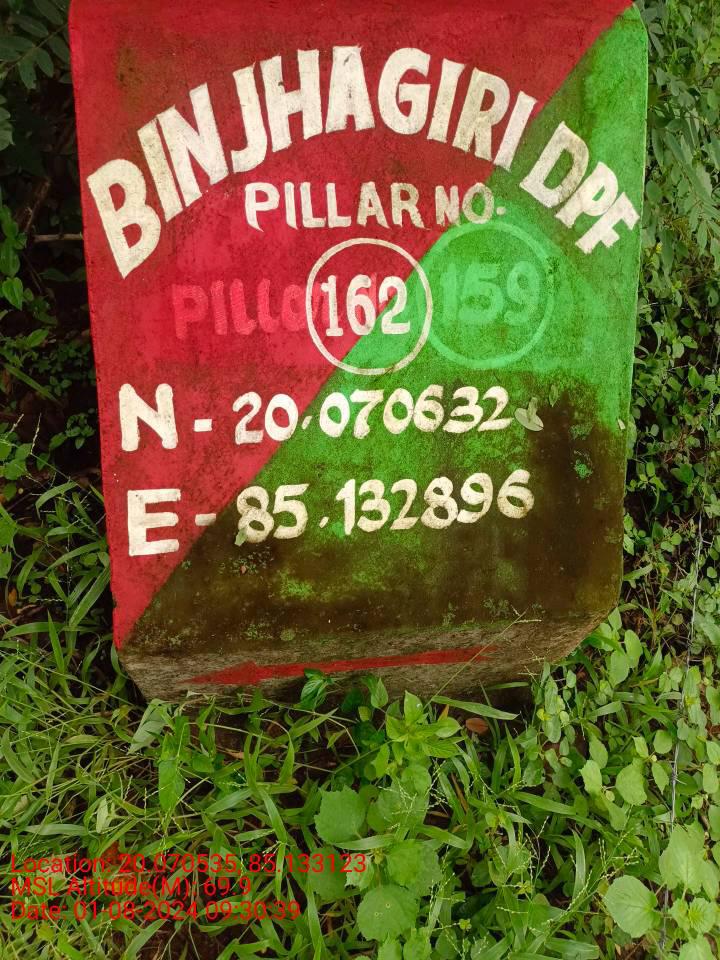 BINJHAGIRI DPF
PILLAR NO.
162 159
N - 20.070632
E - 85.132896
Location: 20.070535, 85.133123
MSL Altitude(M): 69.9
Date: 01-08-2024 09:30:39